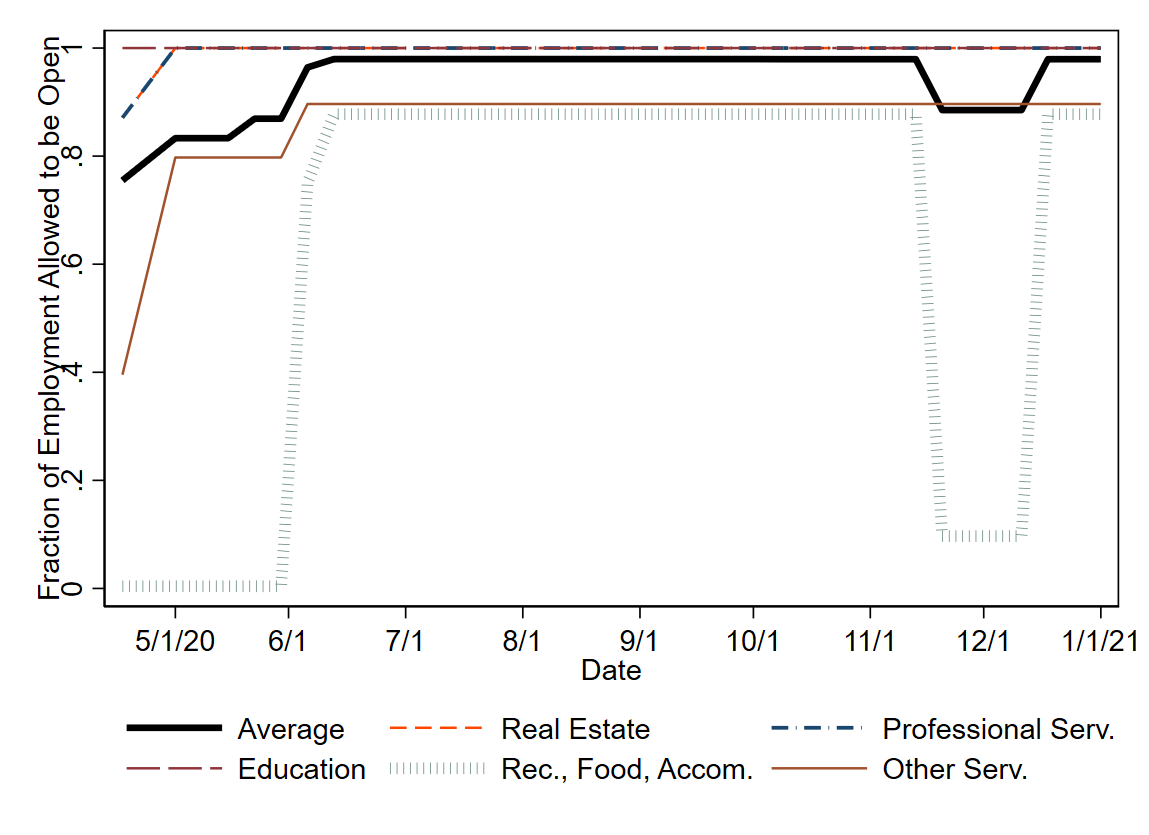 Fraction of Employment Allowed to be Open
1
.8
.6
.4
.2
0
5/1/20 6/1 7/1 8/1 9/1 10/1 11/1 12/1 1/1/21
Date
Average Real Estate Professional Serv.
Education Rec., Food, Accom. Other Serv.